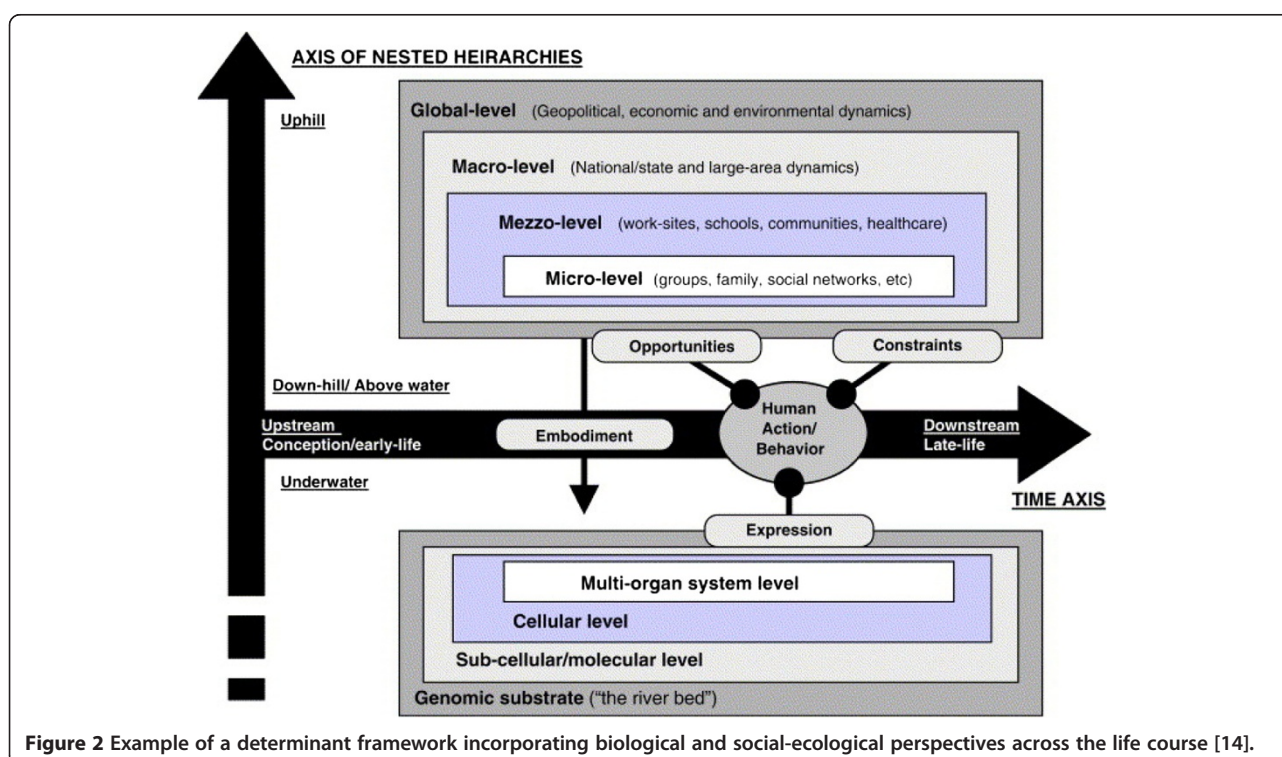 AXIS OF NESTED HEIRARCHIES
Uphill
Global-level (Geopolitical, economic and environmental dynamics)
Macro-level (National/state and large-area dynamics)
Mezzo-level (work-sites, schools, communities, healthcare)
Micro-level (groups, family, social networks, etc)
Opportunities
Constraints
Down-hill/ Above water
Upstream
Conception/early-life
Embodiment
Human
Action/
Behavior
Downstream
Late-life
Underwater
TIME AXIS
Expression
Multi-organ system level
Cellular level
Sub-cellular/molecular level
Genomic substrate ("the river bed")
Figure 2 Example of a determinant framework incorporating biological and social-ecological perspectives across the life course [14].